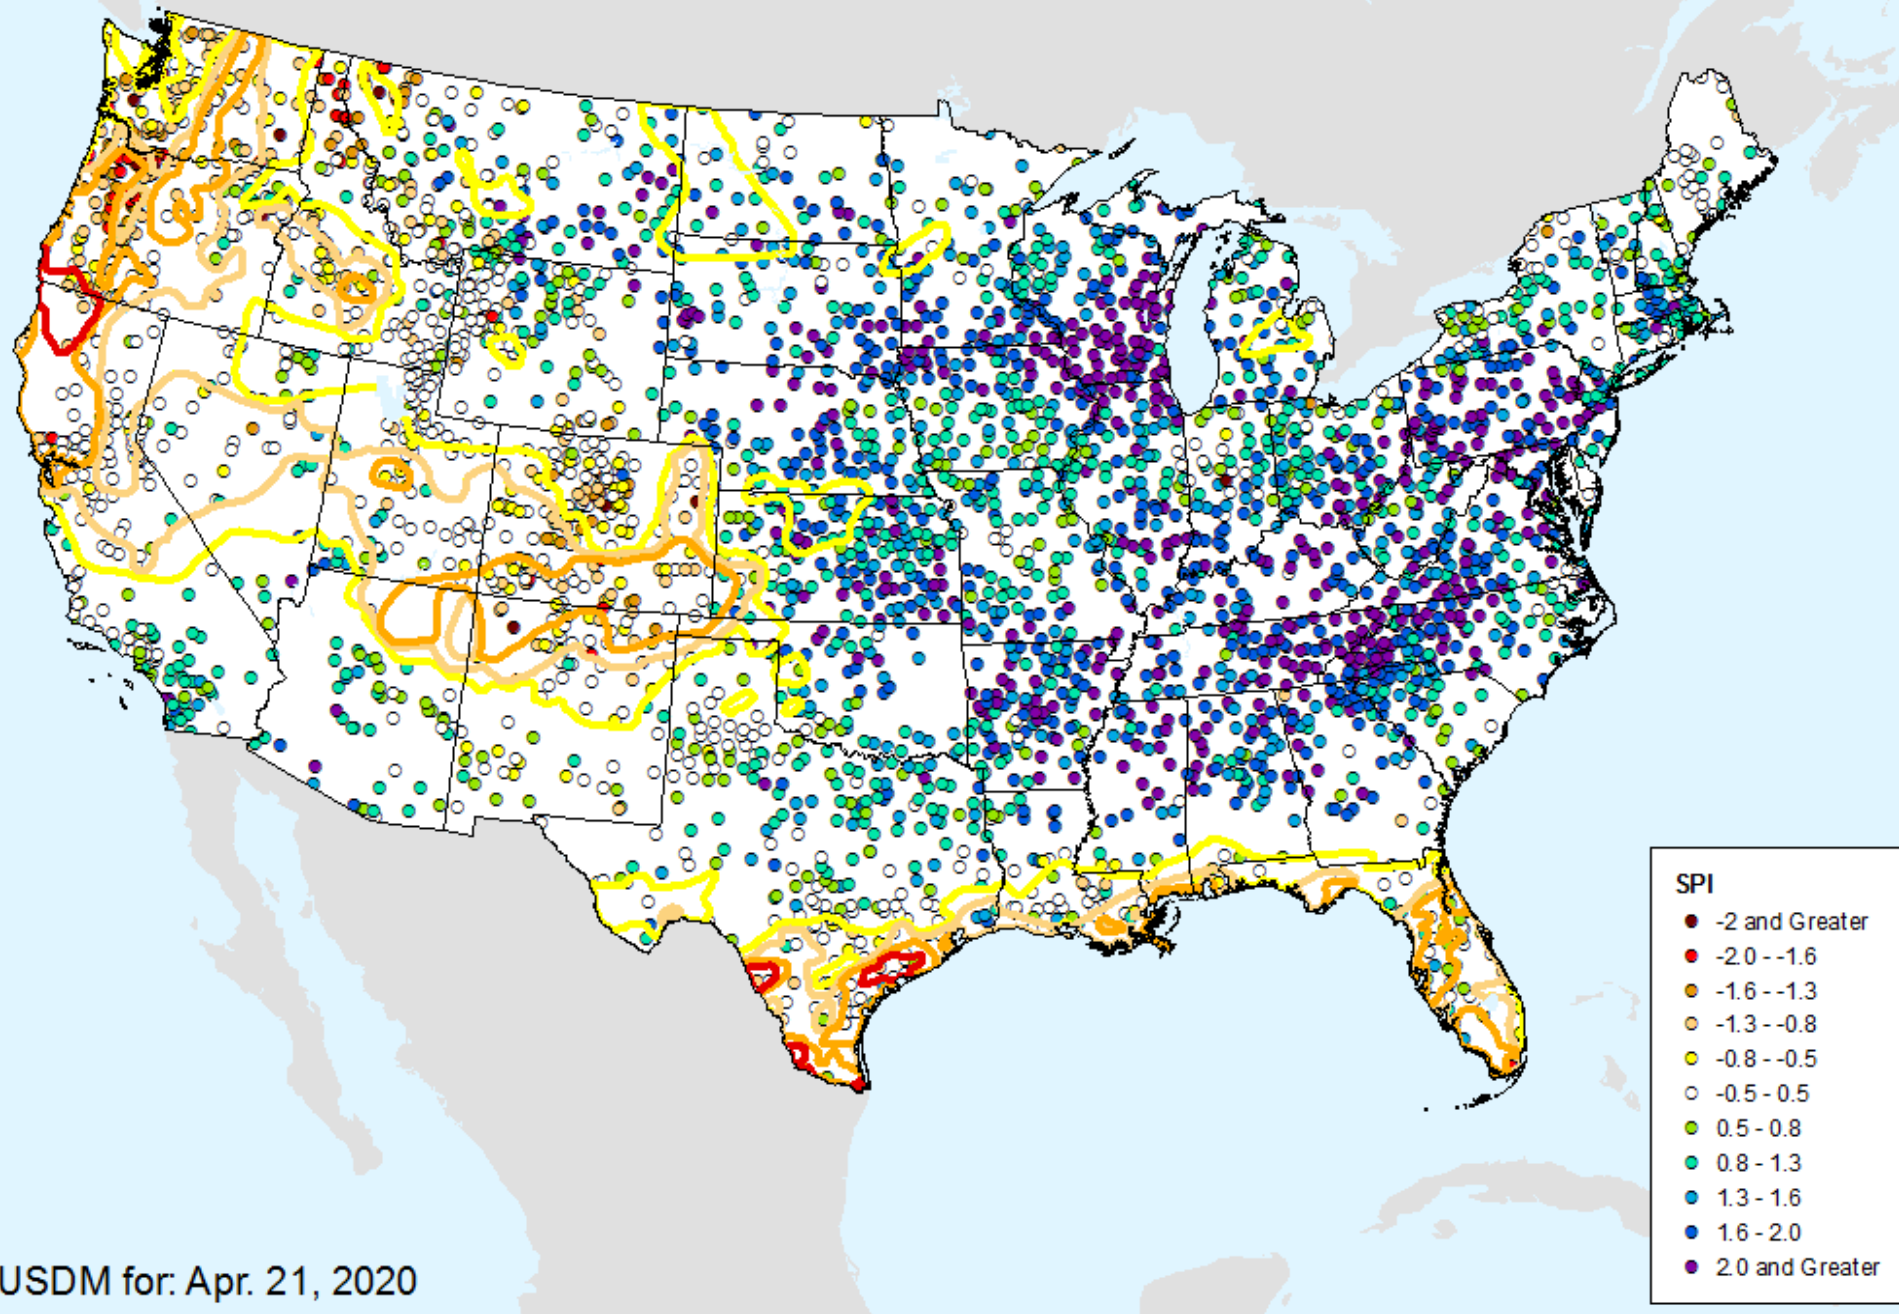 SPI
-2 and Greater
-2.0 - -1.6
-1.6 - -1.3
-1.3 - -0.8
-0.8 - -0.5
-0.5 - 0.5
0.5 - 0.8
0.8 - 1.3
1.3 - 1.6
1.6 - 2.0
2.0 and Greater
USDM for: Apr. 21, 2020